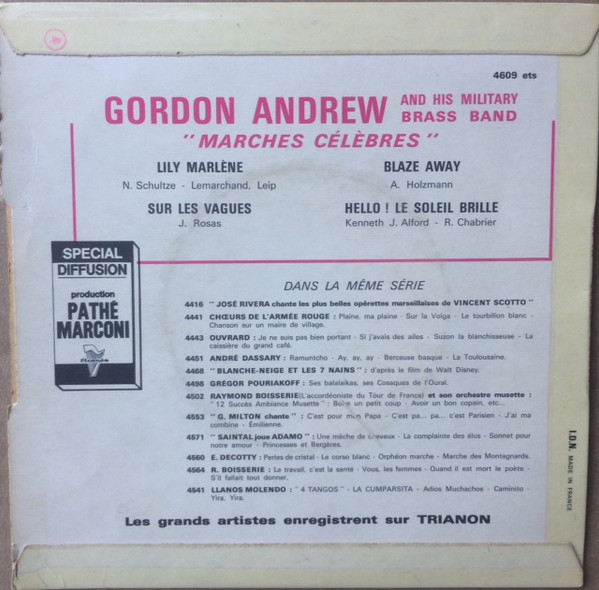 4609 ets
GORDON ANDREW AND HIS MILITARY BRASS BAND
" MARCHES CÉLÈBRES "
LILY MARLÈNE
N. Schultze - Lemarchand, Leip
BLAZE AWAY
A. Holzmann
SUR LES VAGUES
J. Rosas
HELLO ! LE SOLEIL BRILLE
Kenneth J. Alford - R. Chabrier
SPECIAL
DIFFUSION
production
PATHÉ
MARCONI
Trianon
DANS LA MÊME SÉRIE
4416 " JOSÉ RIVERA chante les plus belles opérettes marseillaises de VINCENT SCOTTO "
4441 CHŒURS DE L'ARMÉE ROUGE : Plaine, ma plaine - Sur la Volga - Le tourbillon blanc -
Chanson sur un maire de village.
4443 OUVRARD : Je ne suis pas bien portant - Si j'avais des ailes - Suzon la blanchisseuse - La
caissière du grand café.
4451 ANDRÉ DASSARY : Ramuntcho - Ay, ay, ay - Berceuse basque - La Toulousaine.
4468 " BLANCHE-NEIGE ET LES 7 NAINS " : d'après le film de Walt Disney.
4498 GRÉGOR POURIAKOFF : Ses balalaïkas, ses Cosaques de l'Oural.
4502 RAYMOND BOISSERIE (L'accordéoniste du Tour de France) et son orchestre musette :
"12 Succès Ambiance Musette" : Boire un petit coup - Avoir un bon copain, etc...
4553 " G. MILTON chante " : C'est pour mon Papa - C'est pa... pa... c'est Parisien - J'ai ma
combine - Émilienne.
4571 " SAINTAL joue ADAMO " : Une mèche de cheveux - La complainte des élus - Sonnet pour
notre amour - Princesses et Bergères.
4560 E. DECOTTY : Perles de cristal - Le corso blanc - Orphéon marche - Marche des Montagnards.
4564 R. BOISSERIE : Le travail, c'est la santé - Vous, les femmes - Quand il est mort le poète -
S'il fallait tout donner.
4541 LLANOS MOLENDO : " 4 TANGOS " - LA CUMPARSITA - Adios Muchachos - Caminito -
Yira, Yira.
Les grands artistes enregistrent sur TRIANON
I.D.N. MADE IN FRANCE